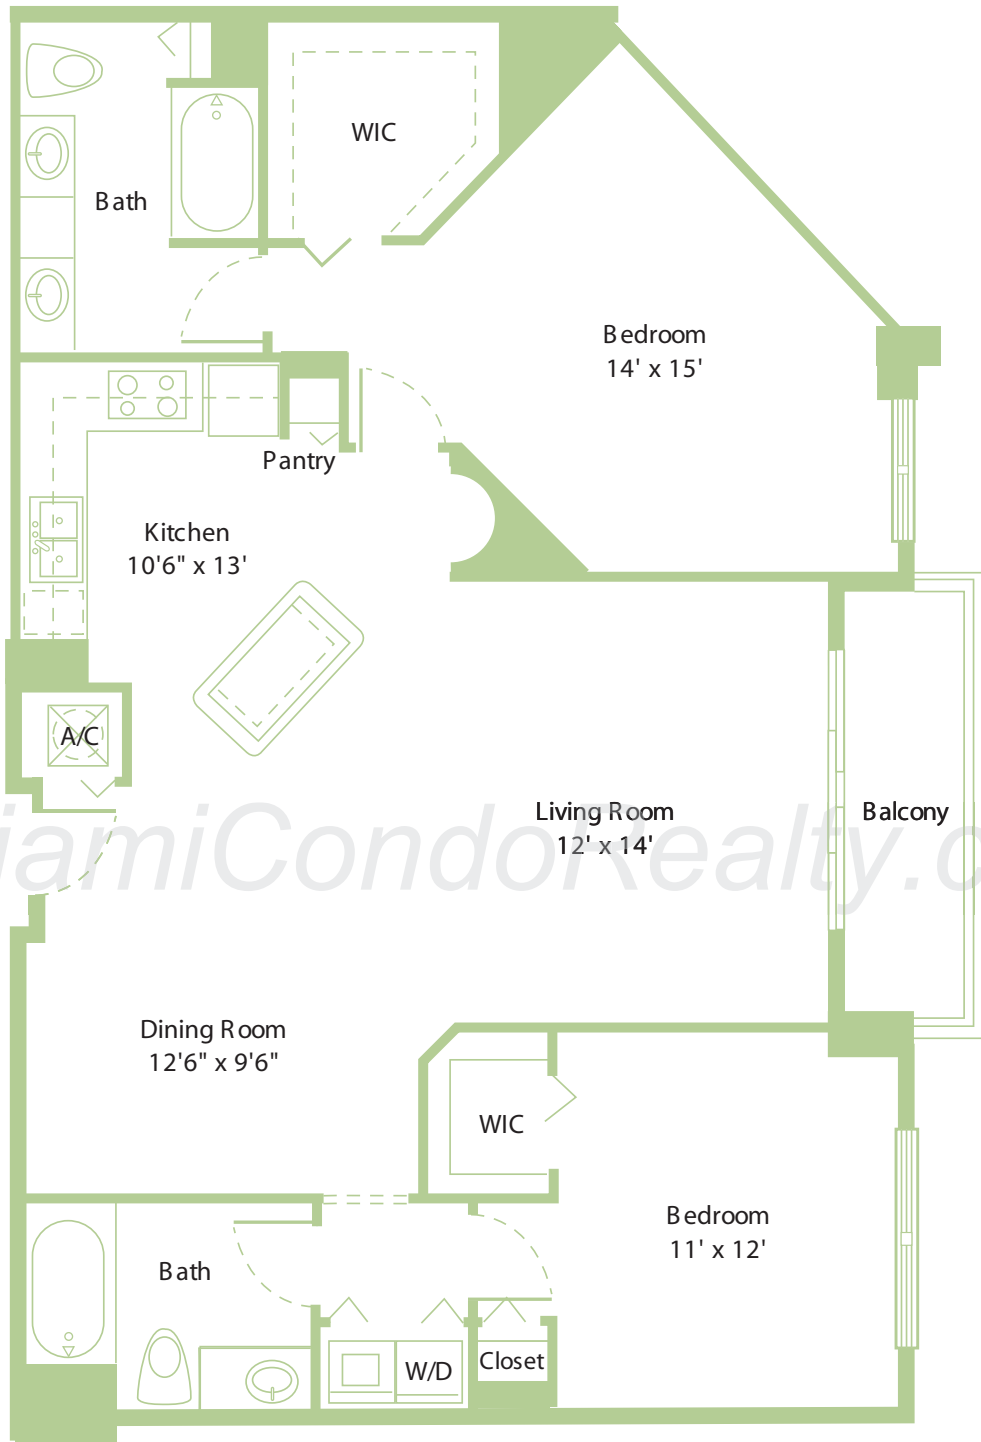 WIC
Bath
Bedroom
14' x 15'
Pantry
Kitchen
10'6" x 13'
A/C
Living Room
12' x 14'
Balcony
iamiCondoRealty.c
Dining Room
12'6" x 9'6"
WIC
Bedroom
11' x 12'
Bath
W/D
Closet